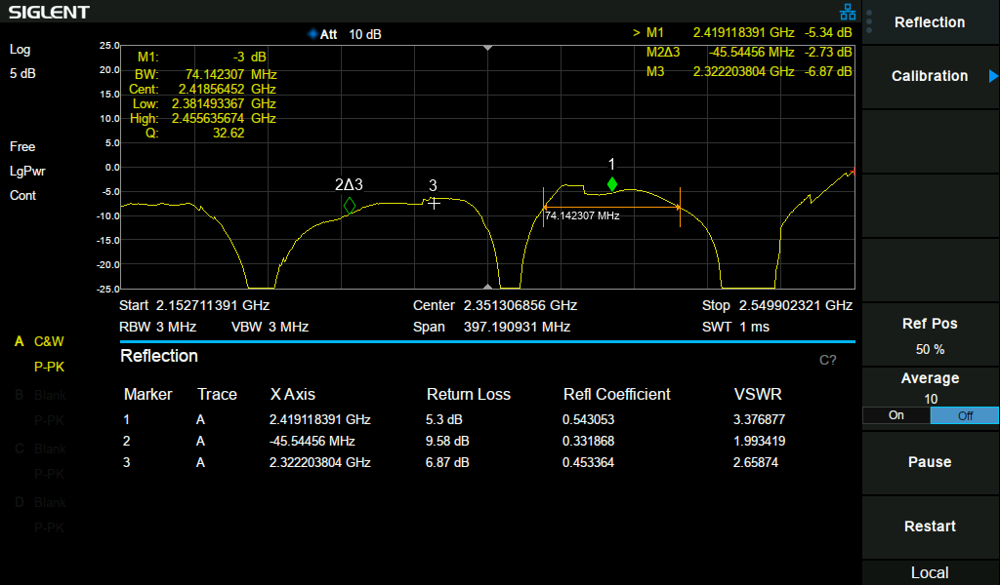 SIGLENT
Att 10 dB
Log
5 dB
Free
LgPwr
Cont
> M1 2.419118391 GHz -5.34 dB
M2Δ3 -45.54456 MHz -2.73 dB
M3 2.322203804 GHz -6.87 dB
M1: -3 dB
BW: 74.142307 MHz
Cent: 2.41856452 GHz
Low: 2.381493367 GHz
High: 2.455635674 GHz
Q: 32.62
25.0
20.0
15.0
10.0
5.0
0.0
-5.0
-10.0
-15.0
-20.0
-25.0
2Δ3
3
1
74.142307 MHz
Start 2.152711391 GHz Center 2.351306856 GHz Stop 2.549902321 GHz
RBW 3 MHz VBW 3 MHz Span 397.190931 MHz SWT 1 ms
A C&W
P-PK
B Blank
P-PK
C Blank
P-PK
D Blank
P-PK
Reflection
C?
Marker Trace X Axis Return Loss Refl Coefficient VSWR
1 A 2.419118391 GHz 5.3 dB 0.543053 3.376877
2 A -45.54456 MHz 9.58 dB 0.331868 1.993419
3 A 2.322203804 GHz 6.87 dB 0.453364 2.65874
Reflection
Calibration
Ref Pos
50 %
Average
10
On Off
Pause
Restart
Local